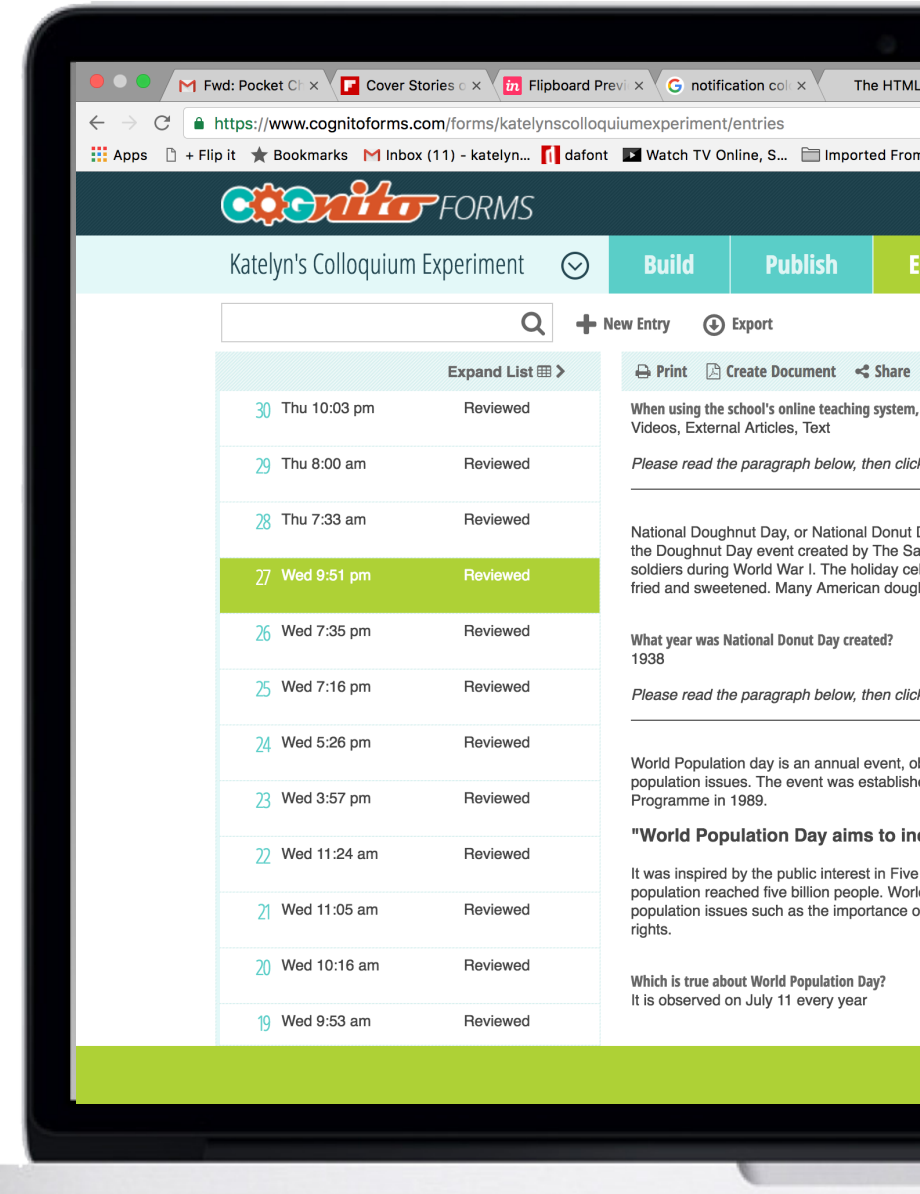 Fwd: Pocket Ch × Cover Stories o × in Flipboard Previ × G notification col × The HTML
https://www.cognitoforms.com/forms/katelynscolloquiumexperiment/entries
Apps + Flip it Bookmarks Inbox (11) - katelyn... dafont Watch TV Online, S... Imported From
COGnito FORMS
Katelyn's Colloquium Experiment Build Publish E
New Entry Export
Expand List
30 Thu 10:03 pm Reviewed
29 Thu 8:00 am Reviewed
28 Thu 7:33 am Reviewed
27 Wed 9:51 pm Reviewed
26 Wed 7:35 pm Reviewed
25 Wed 7:16 pm Reviewed
24 Wed 5:26 pm Reviewed
23 Wed 3:57 pm Reviewed
22 Wed 11:24 am Reviewed
21 Wed 11:05 am Reviewed
20 Wed 10:16 am Reviewed
19 Wed 9:53 am Reviewed
Print Create Document Share
When using the school's online teaching system,
Videos, External Articles, Text
Please read the paragraph below, then clic
National Doughnut Day, or National Donut D
the Doughnut Day event created by The Sa
soldiers during World War I. The holiday cel
fried and sweetened. Many American doug
What year was National Donut Day created?
1938
Please read the paragraph below, then clic
World Population day is an annual event, ob
population issues. The event was establishe
Programme in 1989.
"World Population Day aims to inc
It was inspired by the public interest in Five
population reached five billion people. Worl
population issues such as the importance o
rights.
Which is true about World Population Day?
It is observed on July 11 every year